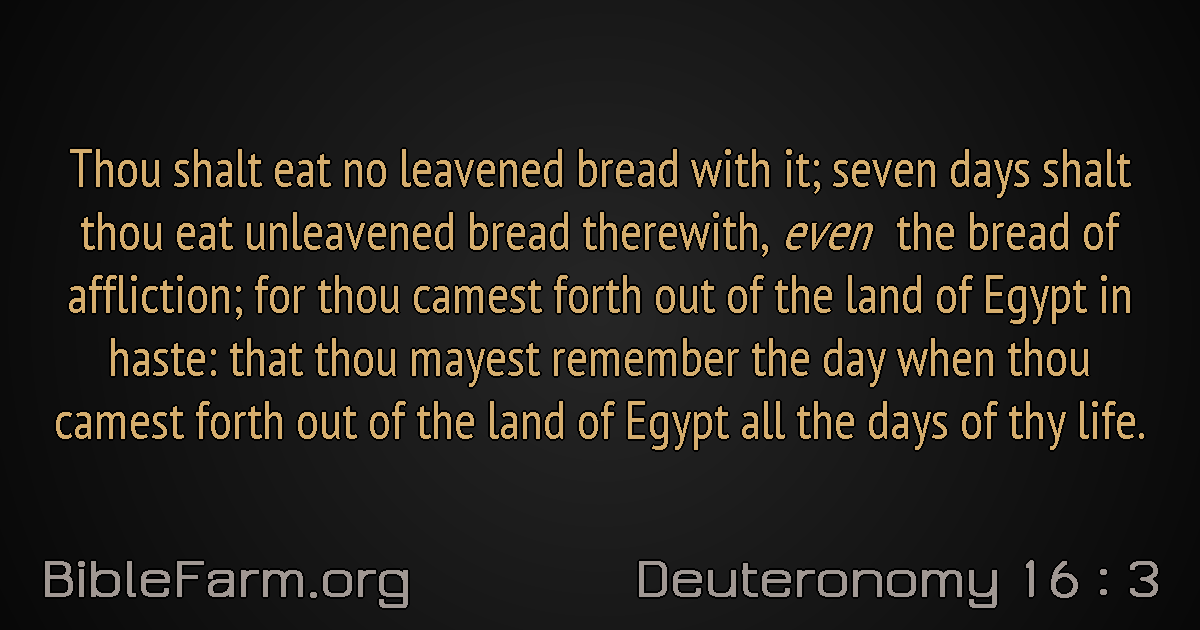 Thou shalt eat no leavened bread with it; seven days shalt
thou eat unleavened bread therewith, even the bread of
affliction; for thou camest forth out of the land of Egypt in
haste: that thou mayest remember the day when thou
camest forth out of the land of Egypt all the days of thy life.
BibleFarm.org
Deuteronomy 16 : 3